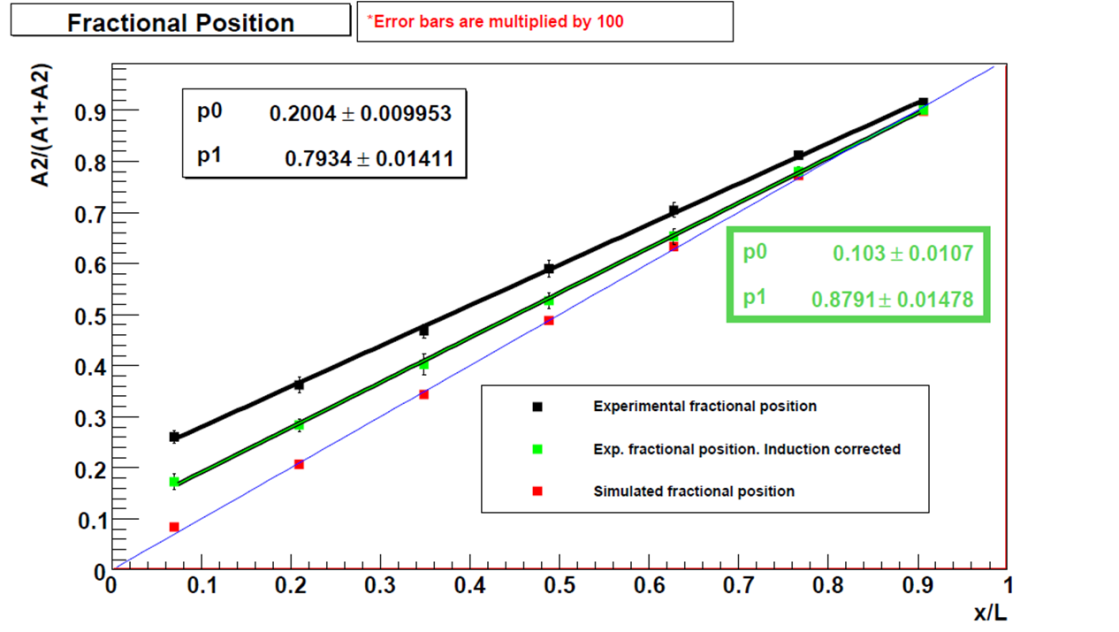 Fractional Position
*Error bars are multiplied by 100
A2/(A1+A2)
p0 0.2004 ± 0.009953
p1 0.7934 ± 0.01411
p0 0.103 ± 0.0107
p1 0.8791 ± 0.01478
Experimental fractional position
Exp. fractional position. Induction corrected
Simulated fractional position
0.9
0.8
0.7
0.6
0.5
0.4
0.3
0.2
0.1
0
0 0.1 0.2 0.3 0.4 0.5 0.6 0.7 0.8 0.9 1
x/L